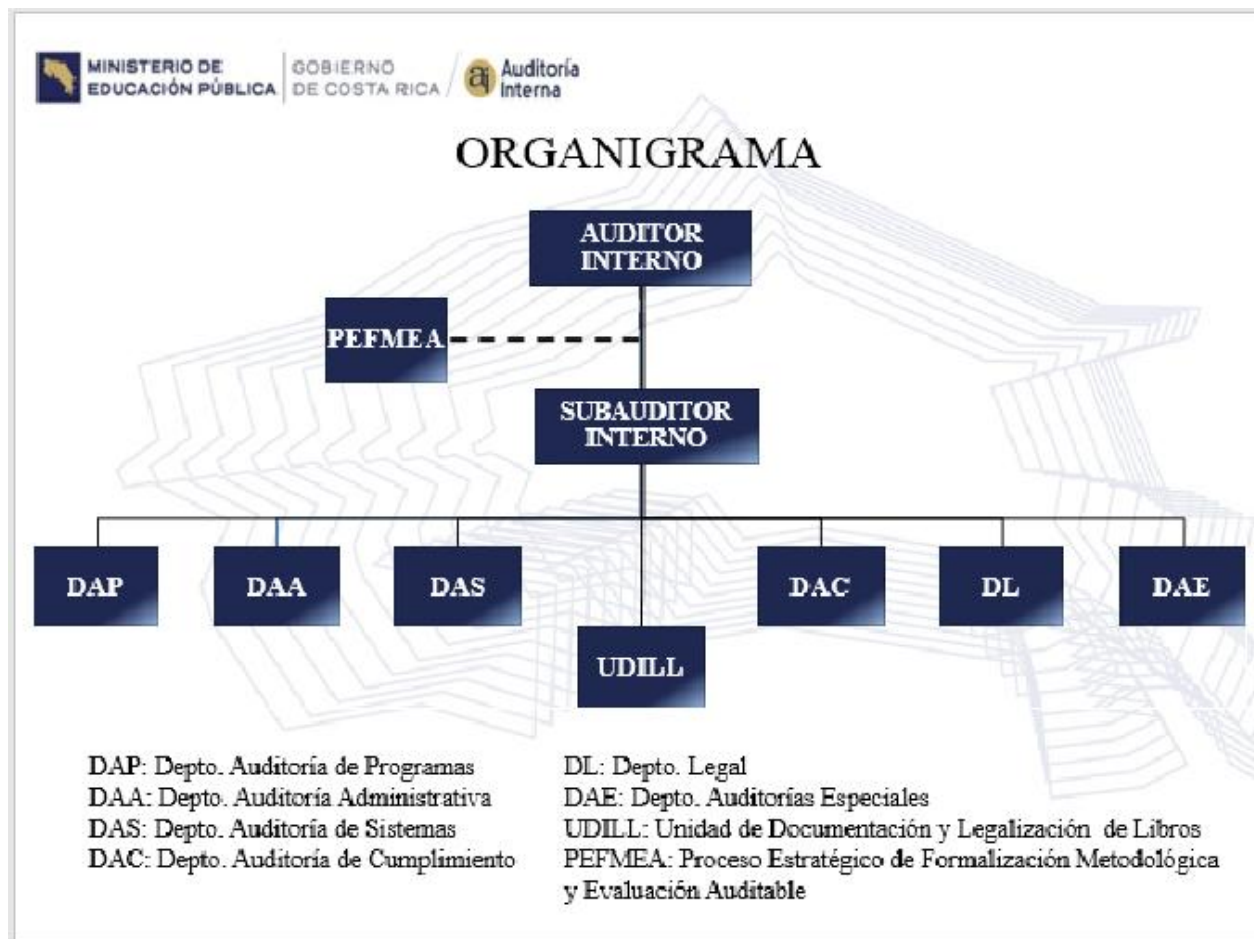 MINISTERIO DE
EDUCACIÓN PÚBLICA
GOBIERNO
DE COSTA RICA
aj
Auditoría
Interna
ORGANIGRAMA
AUDITOR
INTERNO
PEFMEA
SUBAUDITOR
INTERNO
DAP
DAA
DAS
DAC
DL
DAE
UDILL
DAP: Depto. Auditoría de Programas
DAA: Depto. Auditoría Administrativa
DAS: Depto. Auditoría de Sistemas
DAC: Depto. Auditoría de Cumplimiento
DL: Depto. Legal
DAE: Depto. Auditorías Especiales
UDILL: Unidad de Documentación y Legalización de Libros
PEFMEA: Proceso Estratégico de Formalización Metodológica
y Evaluación Auditable